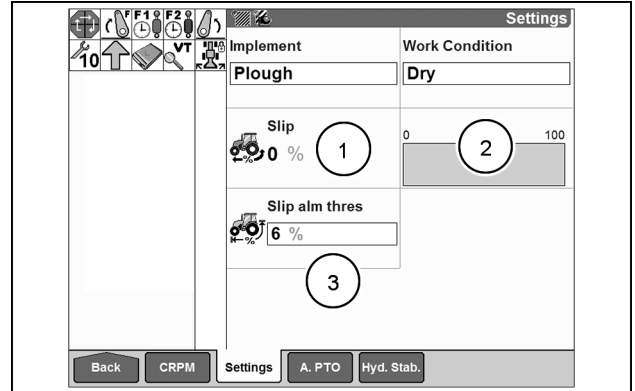 F F1 F2
Settings
10 VT
Implement Work Condition
Plough Dry
Slip
0 % 1
0 100
2
Slip alm thres
6 %
3
Back CRPM Settings A. PTO Hyd. Stab.